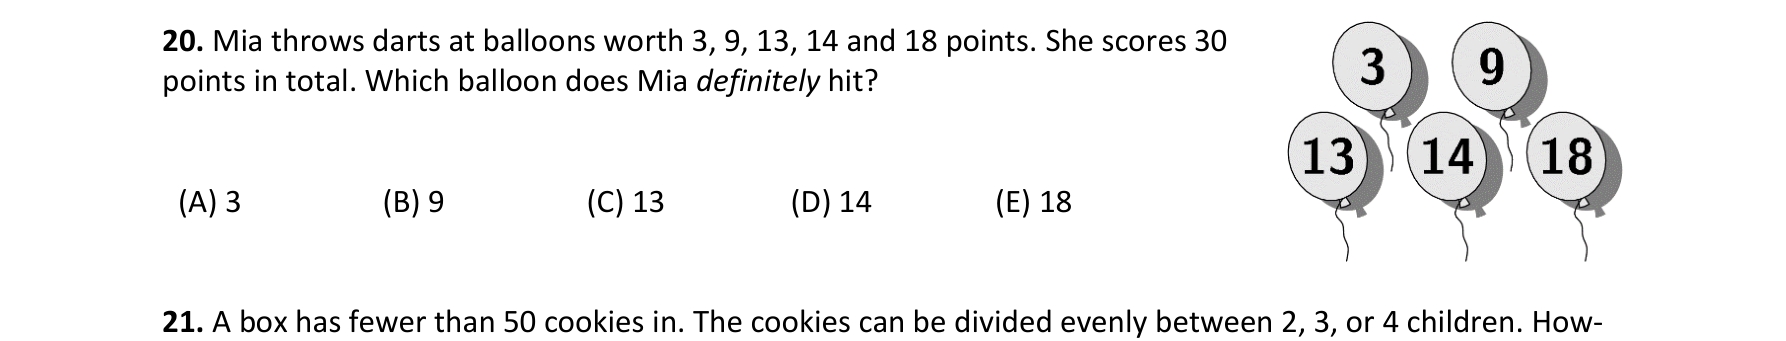 20. Mia throws darts at balloons worth 3, 9, 13, 14 and 18 points. She scores 30
points in total. Which balloon does Mia definitely hit?
3 9
13 14 18
(A) 3 (B) 9 (C) 13 (D) 14 (E) 18
21. A box has fewer than 50 cookies in. The cookies can be divided evenly between 2, 3, or 4 children. How-